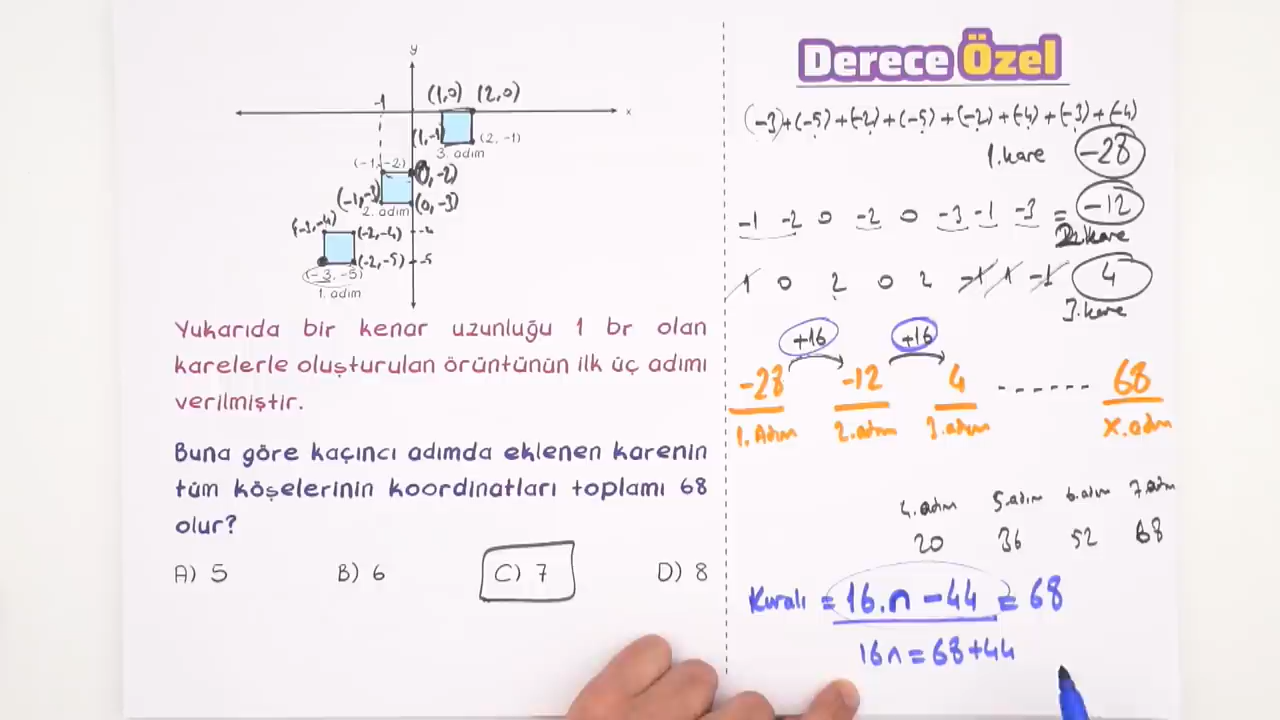 y
-1
(1,0) (2,0)
x
(1,-1
(2, -1)
3. adım
(-1, -2)
(0,-2)
(-1,-3)
(0,-3)
2. adım
(-3,-4)
(-2,-4)
-4
(-2,-5)
-5
(-3, -5)
1. adım
Yukarıda bir kenar uzunluğu 1 br olan
karelerle oluşturulan örüntünün ilk üç adımı
verilmiştir.
Buna göre kaçıncı adımda eklenen karenin
tüm köşelerinin koordinatları toplamı 68
olur?
A) 5
B) 6
C) 7
D) 8
Derece Özel
(-3)+(-5)+(-2)+(-5)+(-2)+(-4)+(-3)+(-4)
1.kare -28
-1 -2 0 -2 0 -3 -1 -3 = -12
2.kare
1 0 2 0 2 -1 1 -1 4
3.kare
+16 +16
-28 -12 4 ------ 68
1.Adım 2.adım 3.adım x.adım
4.adım 5.adım 6.adım 7.adım
20 36 52 68
Kuralı = 16.n - 44 = 68
16n = 68+44